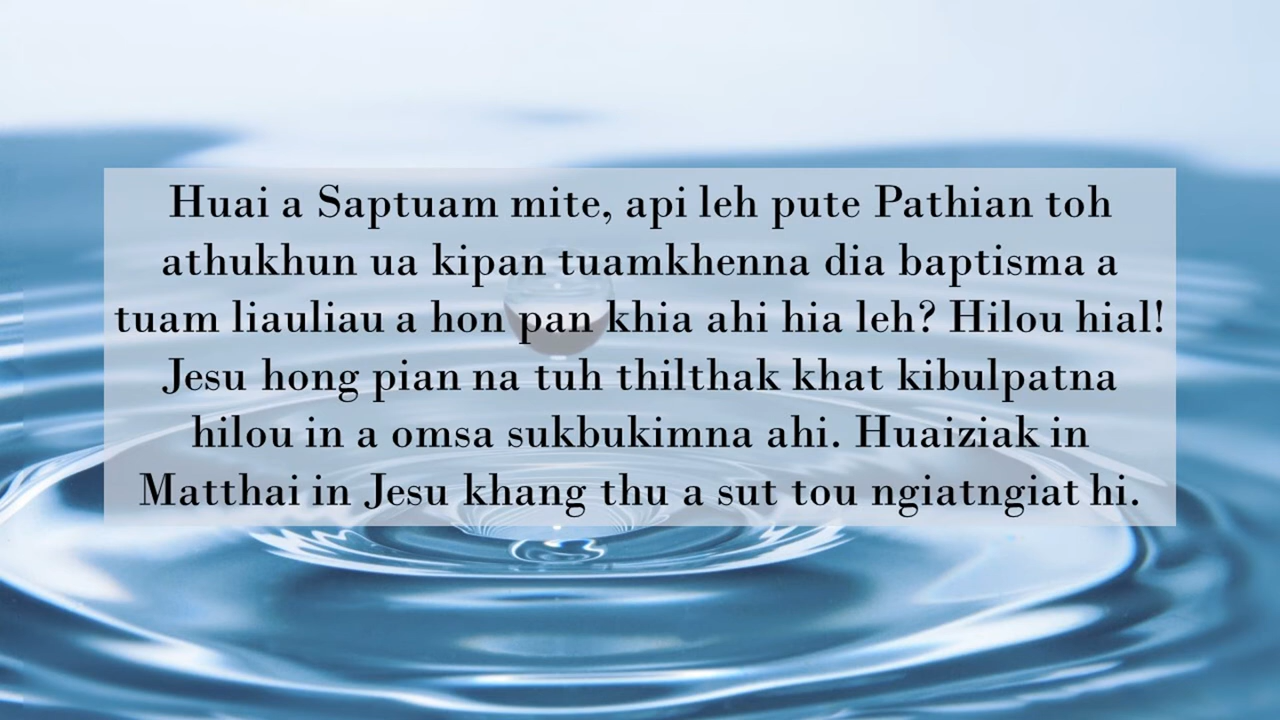 Huai a Saptuam mite, api leh pute Pathian toh
athukhun ua kipan tuamkhenna dia baptisma a
tuam liauliau a hon pan khia ahi hia leh? Hilou hial!
Jesu hong pian na tuh thilthak khat kibulpatna
hilou in a omsa sukbukimna ahi. Huaiziak in
Matthai in Jesu khang thu a sut tou ngiatngiat hi.